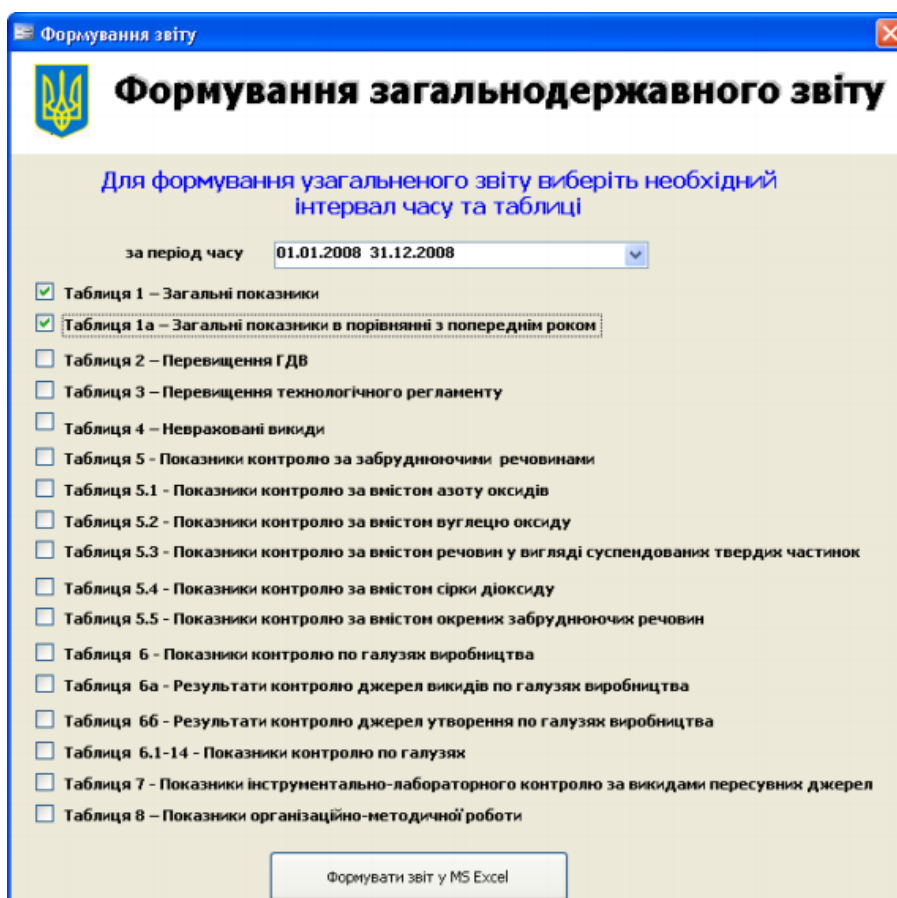 Формування звіту
Формування загальнодержавного звіту
Для формування узагальненого звіту виберіть необхідний
інтервал часу та таблиці
за період часу 01.01.2008 31.12.2008
Таблиця 1 – Загальні показники
Таблиця 1а – Загальні показники в порівнянні з попереднім роком
Таблиця 2 – Перевищення ГДВ
Таблиця 3 – Перевищення технологічного регламенту
Таблиця 4 – Невраховані викиди
Таблиця 5 - Показники контролю за забруднюючими речовинами
Таблиця 5.1 - Показники контролю за вмістом азоту оксидів
Таблиця 5.2 - Показники контролю за вмістом вуглецю оксиду
Таблиця 5.3 - Показники контролю за вмістом речовин у вигляді суспендованих твердих частинок
Таблиця 5.4 - Показники контролю за вмістом сірки діоксиду
Таблиця 5.5 - Показники контролю за вмістом окремих забруднюючих речовин
Таблиця 6 - Показники контролю по галузях виробництва
Таблиця 6а - Результати контролю джерел викидів по галузях виробництва
Таблиця 6б - Результати контролю джерел утворення по галузях виробництва
Таблиця 6.1-14 - Показники контролю по галузях
Таблиця 7 - Показники інструментально-лабораторного контролю за викидами пересувних джерел
Таблиця 8 – Показники організаційно-методичної роботи
Формувати звіт у MS Excel